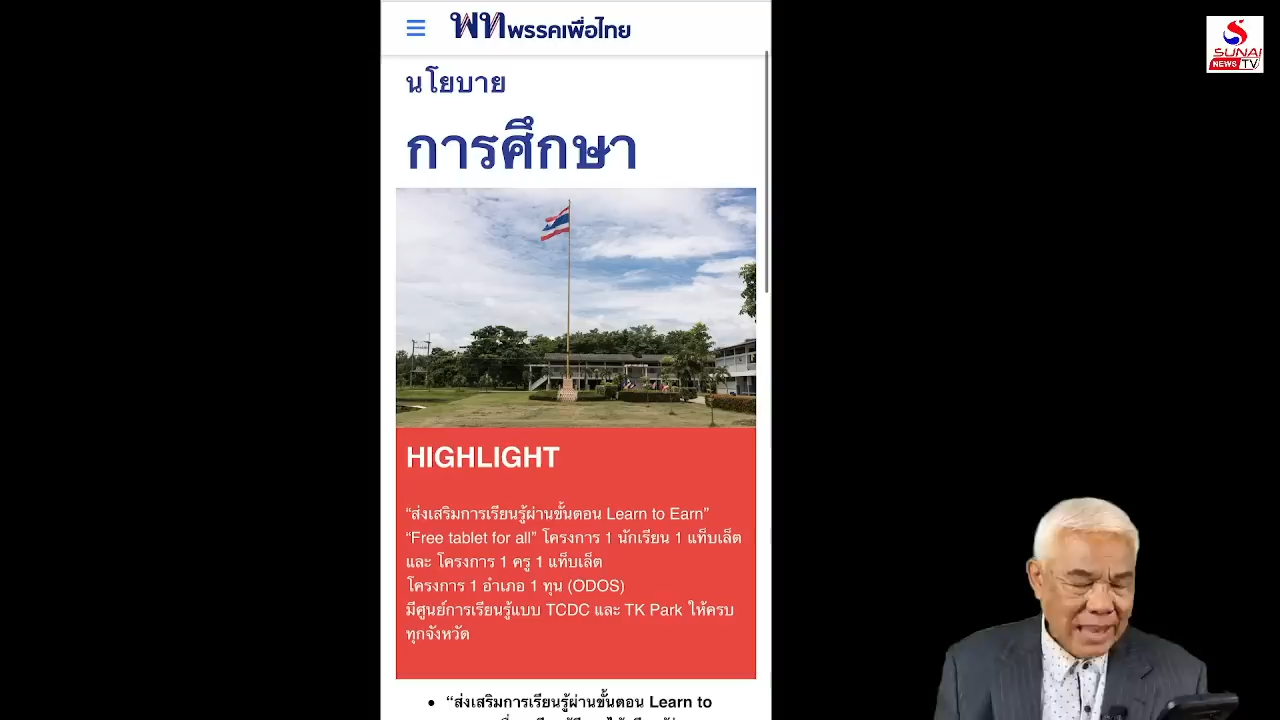 พท พรรคเพื่อไทย
SUNAI
NEWS TV
นโยบาย
การศึกษา
HIGHLIGHT
“ส่งเสริมการเรียนรู้ผ่านขั้นตอน Learn to Earn”
“Free tablet for all” โครงการ 1 นักเรียน 1 แท็บเล็ต
และ โครงการ 1 ครู 1 แท็บเล็ต
โครงการ 1 อำเภอ 1 ทุน (ODOS)
มีศูนย์การเรียนรู้แบบ TCDC และ TK Park ให้ครบ
ทุกจังหวัด
• “ส่งเสริมการเรียนรู้ผ่านขั้นตอน Learn to